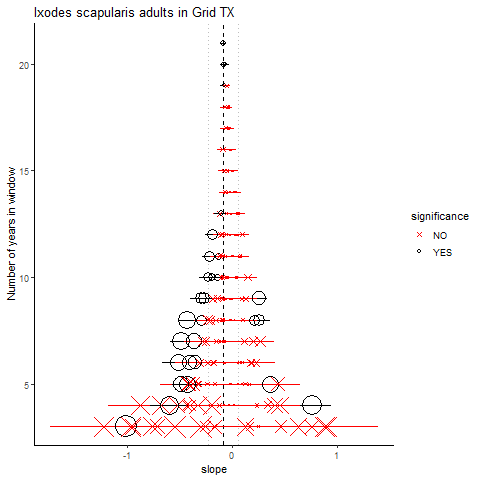 Ixodes scapularis adults in Grid TX
Number of years in window
20
15
10
5
-1
0
1
slope
significance
NO
YES